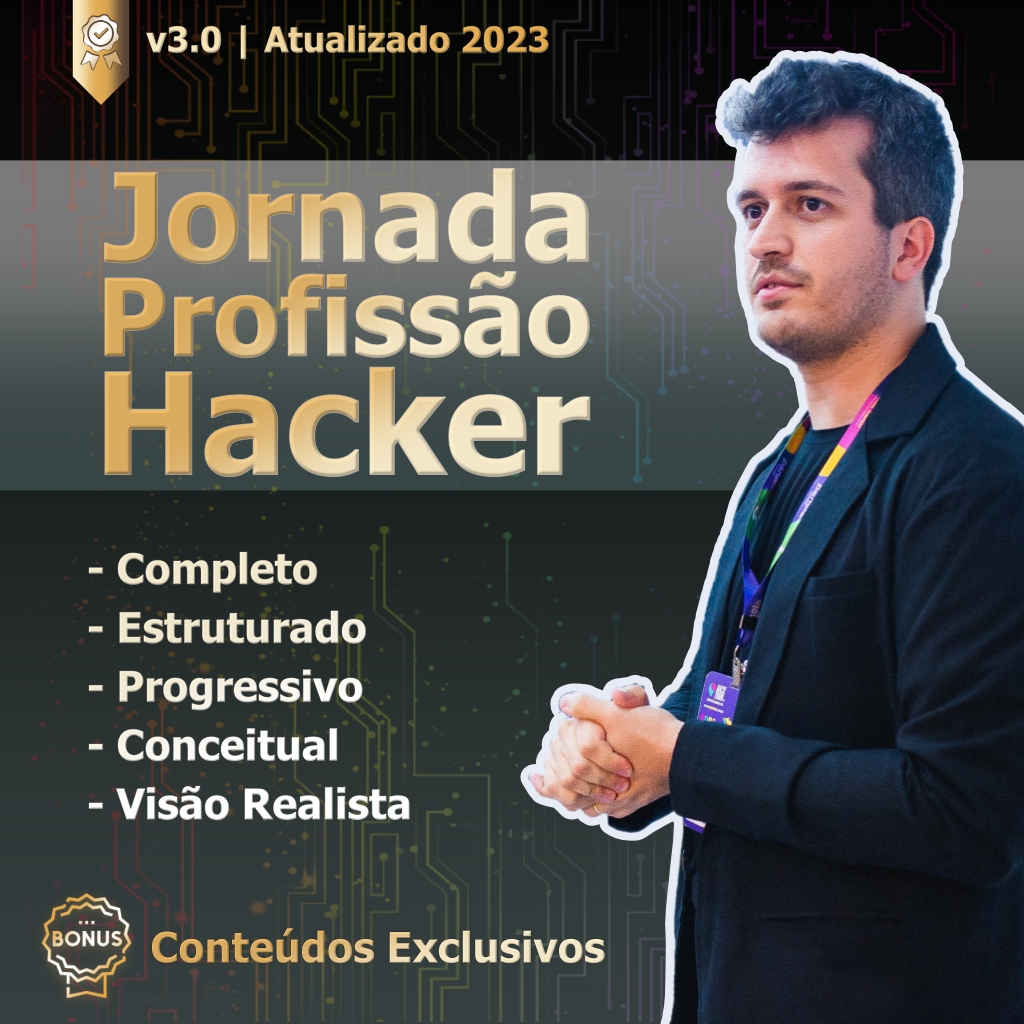 v3.0 | Atualizado 2023
Jornada
Profissão
Hacker
- Completo
- Estruturado
- Progressivo
- Conceitual
- Visão Realista
BONUS
Conteúdos Exclusivos